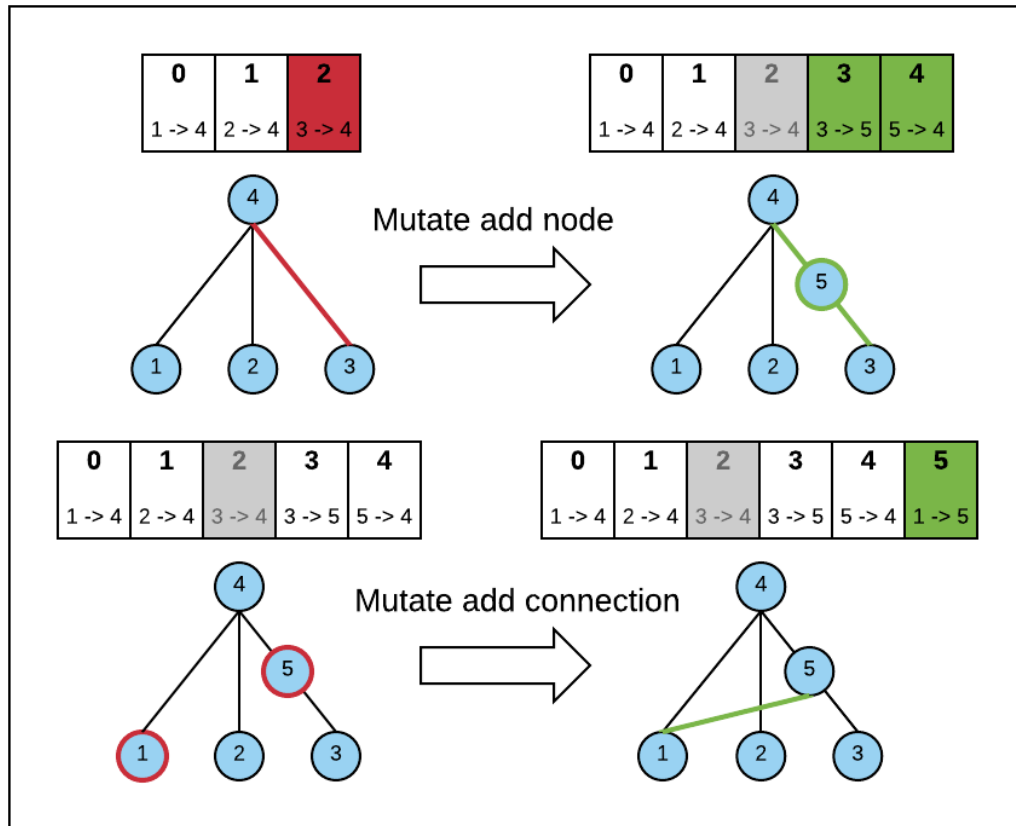 0 1 2
1 -> 4 2 -> 4 3 -> 4
0 1 2 3 4
1 -> 4 2 -> 4 3 -> 4 3 -> 5 5 -> 4
4
1 2 3
Mutate add node
4
5
1 2 3
0 1 2 3 4
1 -> 4 2 -> 4 3 -> 4 3 -> 5 5 -> 4
0 1 2 3 4 5
1 -> 4 2 -> 4 3 -> 4 3 -> 5 5 -> 4 1 -> 5
4
5
1 2 3
Mutate add connection
4
5
1 2 3